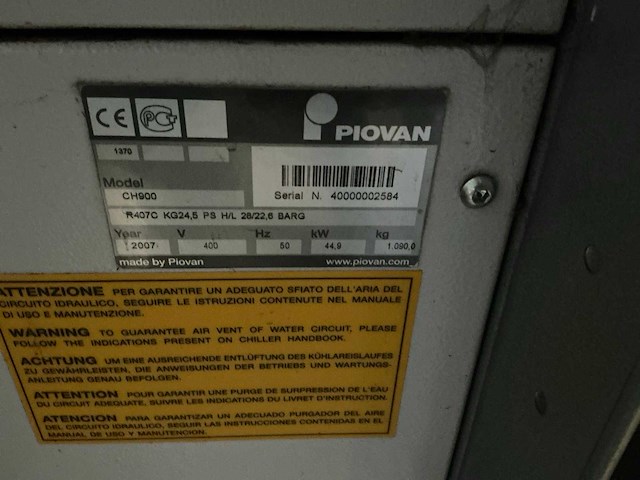 CE PG
PIOVAN
1370
Model
CH900
Serial N. 40000002584
R407C KG24,5 PS H/L 28/22,6 BARG
Year V Hz kW kg
2007 400 50 44,9 1.090,0
made by Piovan www.piovan.com
ATTENZIONE PER GARANTIRE UN ADEGUATO SFIATO DELL'ARIA DEL
CIRCUITO IDRAULICO, SEGUIRE LE ISTRUZIONI CONTENUTE NEL MANUALE
DI USO E MANUTENZIONE.
WARNING TO GUARANTEE AIR VENT OF WATER CIRCUIT, PLEASE
FOLLOW THE INDICATIONS PRESENT ON CHILLER HANDBOOK.
ACHTUNG UM EINE AUSREICHENDE ENTLÜFTUNG DES KÜHLAREISLAUFES
ZU GEWÄHRLEISTEN, DIE ANWEISUNGEN DER BETRIEBS UND WARTUNGS-
ANLEITUNG GENAU BEFOLGEN.
ATTENTION POUR GARANTIR UNE PURGE DE SURPRESSION DE L'EAU
DU CIRCUIT ADEQUATE, SUIVRE LES INDICATIONS DU LIVRET D'INSTRUCTION.
ATENCION PARA GARANTIZAR UN ADECUADO PURGADOR DEL AIRE
DEL CIRCUITO IDRAULICO, SEGUIR LAS INSTRUCCIONES CONTENIDAS EN EL
MANUAL DE USO Y MANUTENCION.